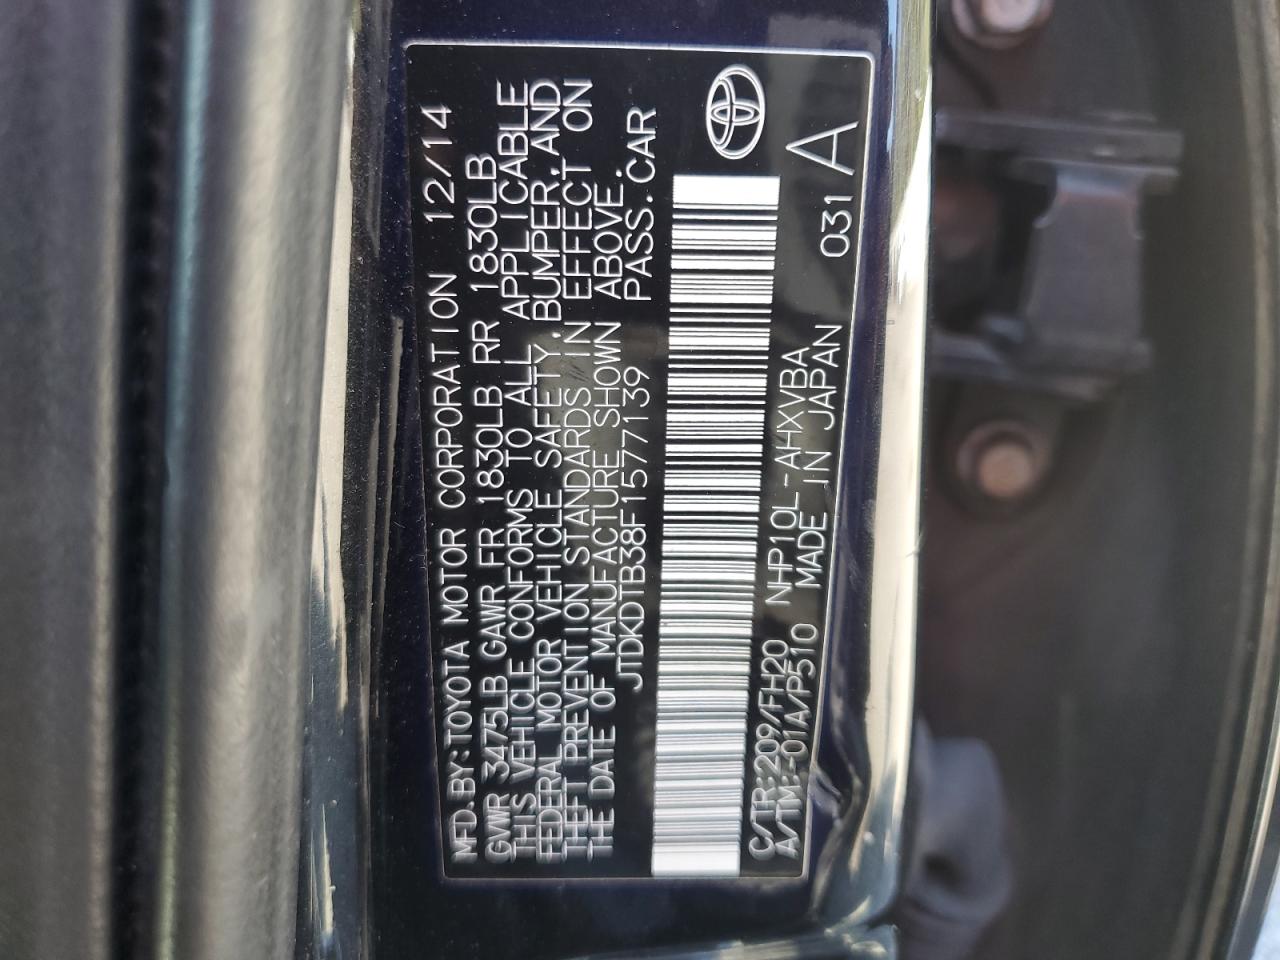 MFD. BY: TOYOTA MOTOR CORPORATION 12/14
GVWR 3475LB GAWR FR 1830LB RR 1830LB
THIS VEHICLE CONFORMS TO ALL APPLICABLE
FEDERAL MOTOR VEHICLE SAFETY, BUMPER, AND
THEFT PREVENTION STANDARDS IN EFFECT ON
THE DATE OF MANUFACTURE SHOWN ABOVE.
JTDKDTB38F1577139 PASS. CAR
C/TR: 209/FH20 NHP10L-AHXVBA 031 A
A/TM: -01A/P510 MADE IN JAPAN